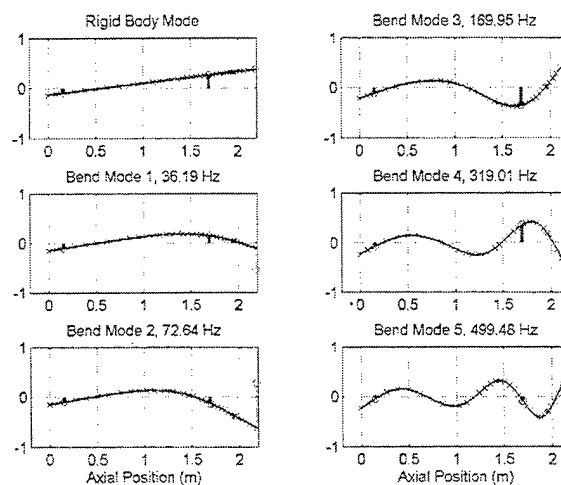 Rigid Body Mode
1
0
-1
0 0.5 1 1.5 2
Bend Mode 1, 36.19 Hz
1
0
-1
0 0.5 1 1.5 2
Bend Mode 2, 72.64 Hz
1
0
-1
0 0.5 1 1.5 2
Axial Position (m)
Bend Mode 3, 169.95 Hz
1
0
-1
0 0.5 1 1.5 2
Bend Mode 4, 319.01 Hz
1
0
-1
0 0.5 1 1.5 2
Bend Mode 5, 499.48 Hz
1
0
-1
0 0.5 1 1.5 2
Axial Position (m)